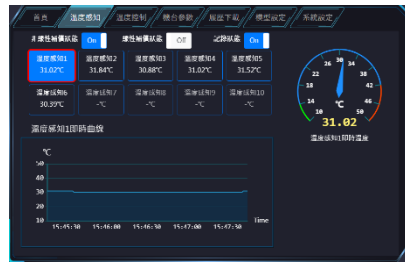 首頁 溫度感知 溫度控制 機台參數 履歷下載 模型設定 系統設定
非線性補償狀態 On 線性補償狀態 Off 記錄狀態 On
溫度感知1 溫度感知2 溫度感知3 溫度感知4 溫度感知5
31.02℃ 31.84℃ 30.88℃ 31.02℃ 31.52℃
溫度感知6 溫度感知7 溫度感知8 溫度感知9 溫度感知10
30.39℃ -℃ -℃ -℃ -℃
10 14 18 22 26 30 34 38 42 46 50
℃
31.02
溫度感知1即時溫度
溫度感知1即時曲線
℃
50
40
30
20
10
15:45:30 15:46:00 15:46:30 15:47:00 15:47:30 Time